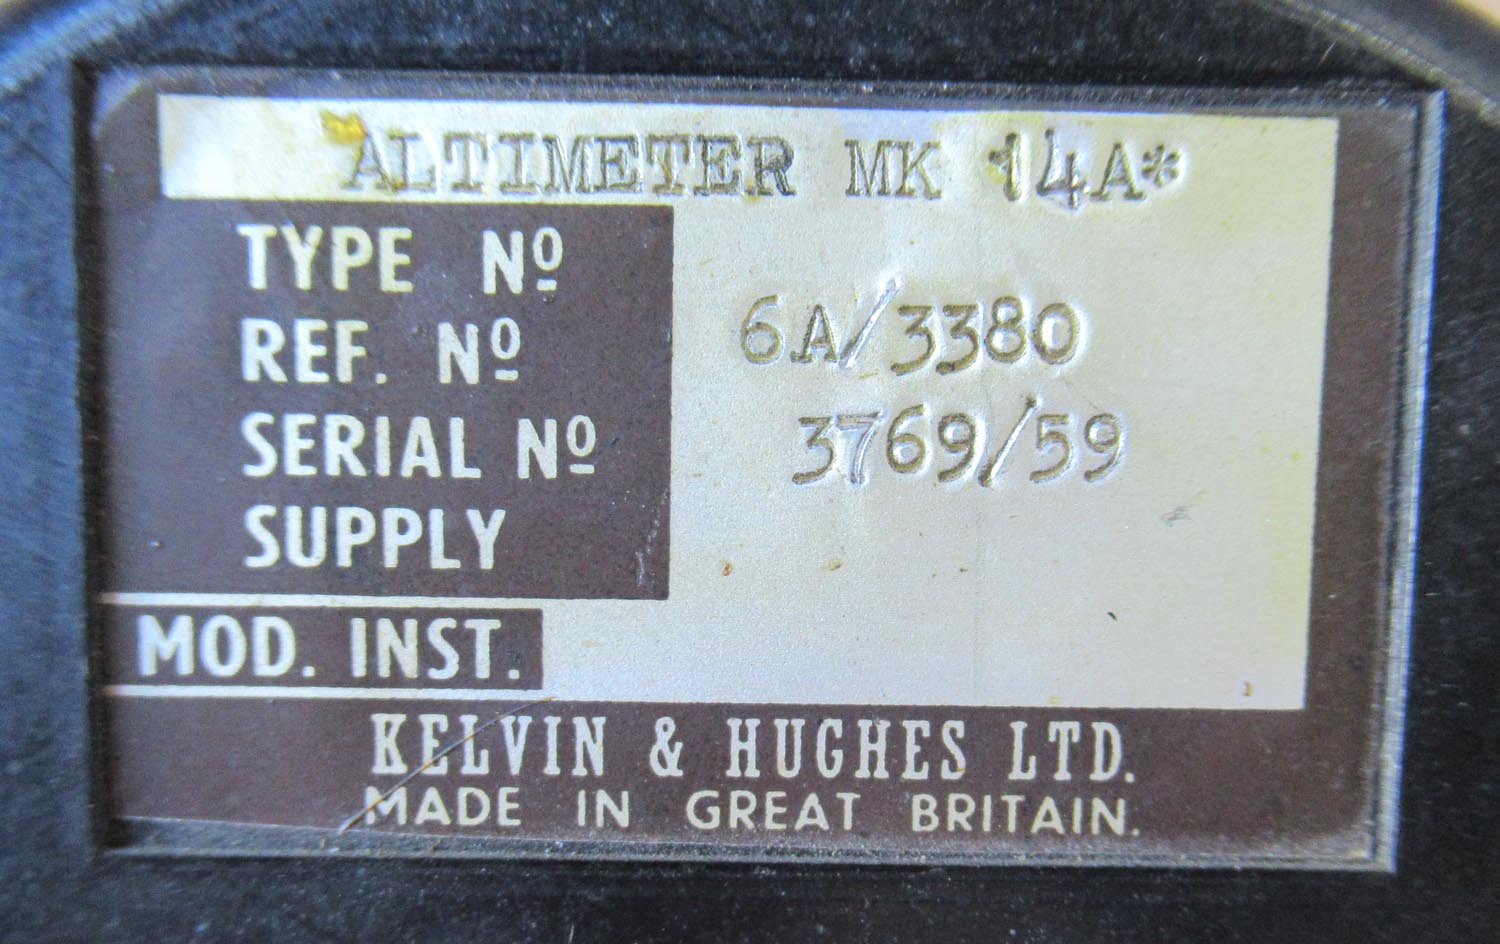 ALTIMETER MK 14A*
TYPE Nº
REF. Nº 6A/3380
SERIAL Nº 3769/59
SUPPLY
MOD. INST.
KELVIN & HUGHES LTD.
MADE IN GREAT BRITAIN.